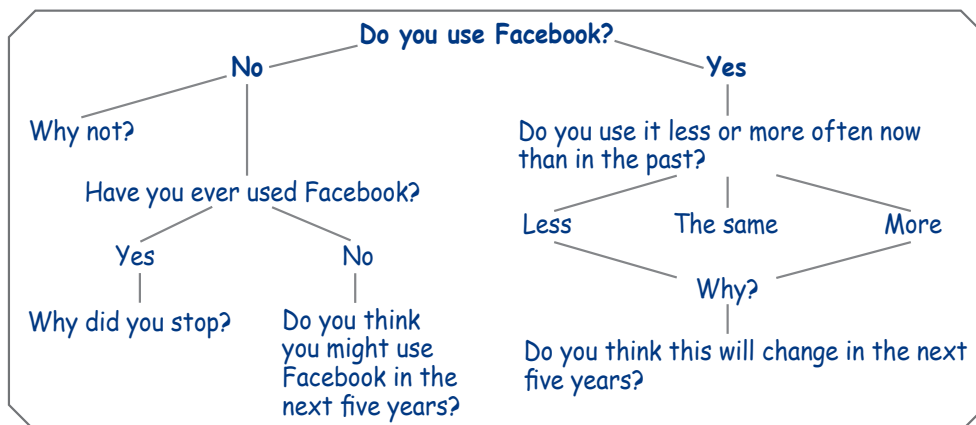 Do you use Facebook?
No
Yes
Why not?
Do you use it less or more often now
than in the past?
Have you ever used Facebook?
Less
The same
More
Yes
No
Why?
Why did you stop?
Do you think
you might use
Facebook in the
next five years?
Do you think this will change in the next
five years?